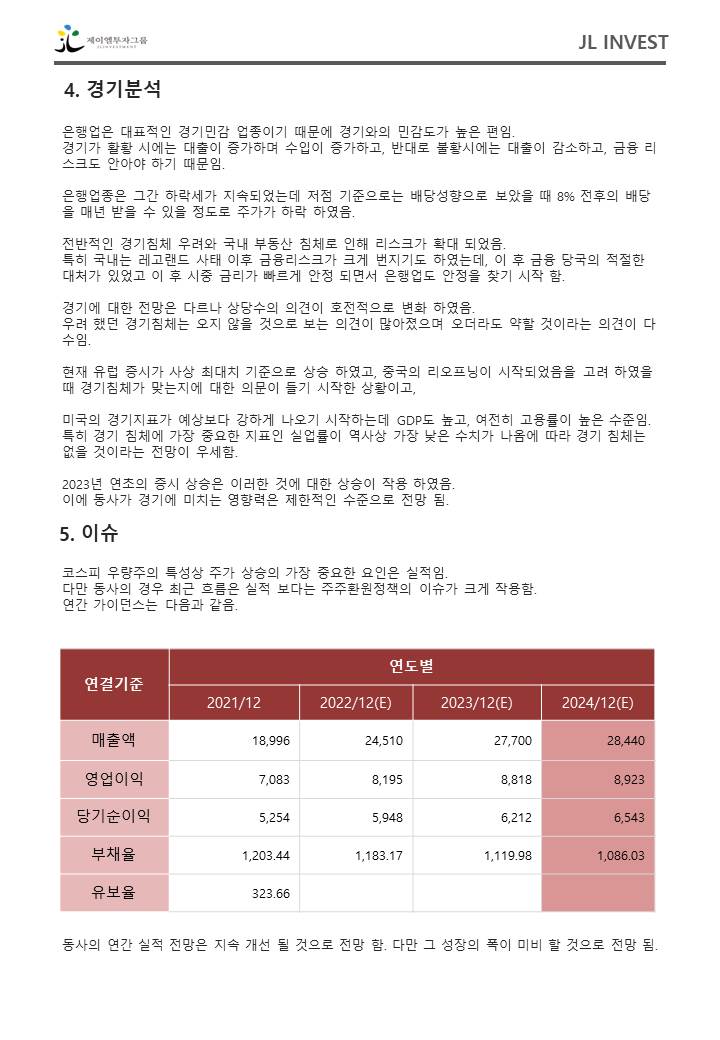 제이엘투자그룹
JL INVESTMENT
JL INVEST
4. 경기분석
은행업은 대표적인 경기민감 업종이기 때문에 경기와의 민감도가 높은 편임.
경기가 활황 시에는 대출이 증가하며 수입이 증가하고, 반대로 불황시에는 대출이 감소하고, 금융 리
스크도 안아야 하기 때문임.
은행업종은 그간 하락세가 지속되었는데 저점 기준으로는 배당성향으로 보았을 때 8% 전후의 배당
을 매년 받을 수 있을 정도로 주가가 하락 하였음.
전반적인 경기침체 우려와 국내 부동산 침체로 인해 리스크가 확대 되었음.
특히 국내는 레고랜드 사태 이후 금융리스크가 크게 번지기도 하였는데, 이 후 금융 당국의 적절한
대처가 있었고 이 후 시중 금리가 빠르게 안정 되면서 은행업도 안정을 찾기 시작 함.
경기에 대한 전망은 다르나 상당수의 의견이 호전적으로 변화 하였음.
우려 했던 경기침체는 오지 않을 것으로 보는 의견이 많아졌으며 오더라도 약할 것이라는 의견이 다
수임.
현재 유럽 증시가 사상 최대치 기준으로 상승 하였고, 중국의 리오프닝이 시작되었음을 고려 하였을
때 경기침체가 맞는지에 대한 의문이 들기 시작한 상황이고,
미국의 경기지표가 예상보다 강하게 나오기 시작하는데 GDP도 높고, 여전히 고용률이 높은 수준임.
특히 경기 침체에 가장 중요한 지표인 실업률이 역사상 가장 낮은 수치가 나옴에 따라 경기 침체는
없을 것이라는 전망이 우세함.
2023년 연초의 증시 상승은 이러한 것에 대한 상승이 작용 하였음.
이에 동사가 경기에 미치는 영향력은 제한적인 수준으로 전망 됨.
5. 이슈
코스피 우량주의 특성상 주가 상승의 가장 중요한 요인은 실적임.
다만 동사의 경우 최근 흐름은 실적 보다는 주주환원정책의 이슈가 크게 작용함.
연간 가이던스는 다음과 같음.
연결기준 연도별
2021/12 2022/12(E) 2023/12(E) 2024/12(E)
매출액 18,996 24,510 27,700 28,440
영업이익 7,083 8,195 8,818 8,923
당기순이익 5,254 5,948 6,212 6,543
부채율 1,203.44 1,183.17 1,119.98 1,086.03
유보율 323.66
동사의 연간 실적 전망은 지속 개선 될 것으로 전망 함. 다만 그 성장의 폭이 미비 할 것으로 전망 됨.